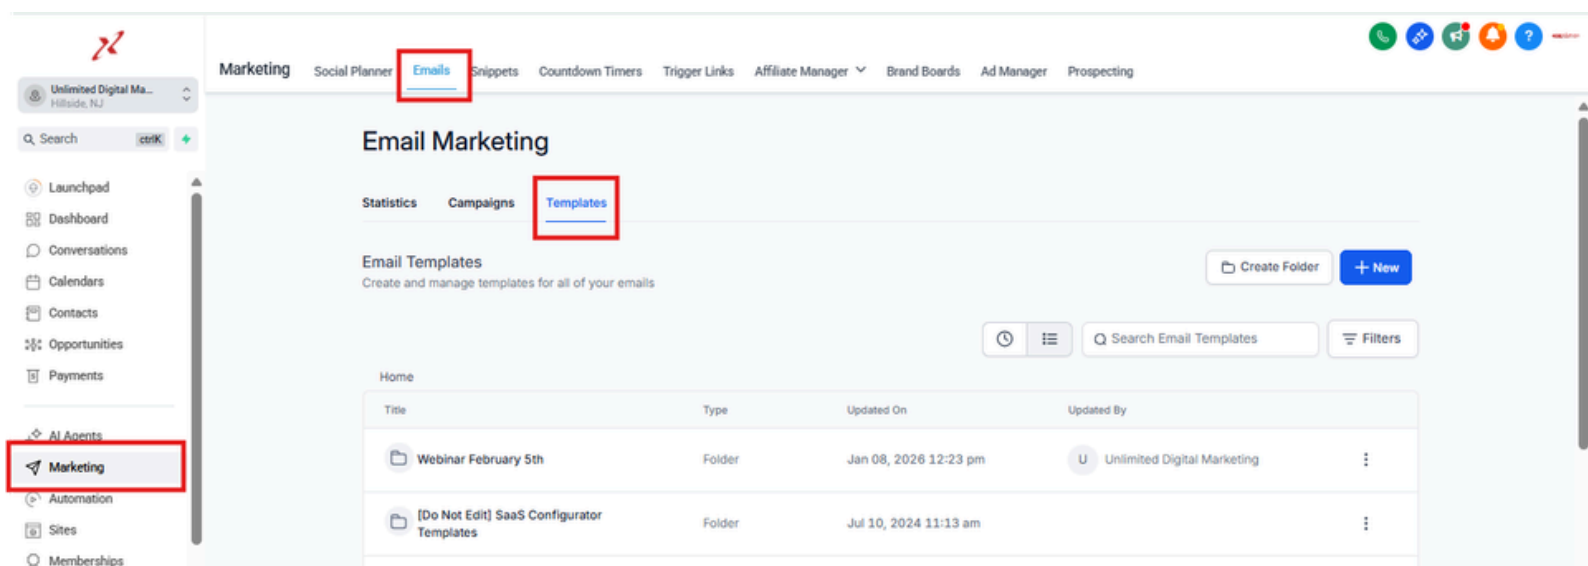 Marketing
Social Planner
Emails
Snippets
Countdown Timers
Trigger Links
Affiliate Manager
Brand Boards
Ad Manager
Prospecting
Unlimited Digital Ma...
Hillside, NJ
Search
ctrlK
Launchpad
Dashboard
Conversations
Calendars
Contacts
Opportunities
Payments
AI Agents
Marketing
Automation
Sites
Memberships
Email Marketing
Statistics
Campaigns
Templates
Email Templates
Create and manage templates for all of your emails
Create Folder
+ New
Search Email Templates
Filters
Home
Title
Type
Updated On
Updated By
Webinar February 5th
Folder
Jan 08, 2026 12:23 pm
U
Unlimited Digital Marketing
[Do Not Edit] SaaS Configurator
Templates
Folder
Jul 10, 2024 11:13 am